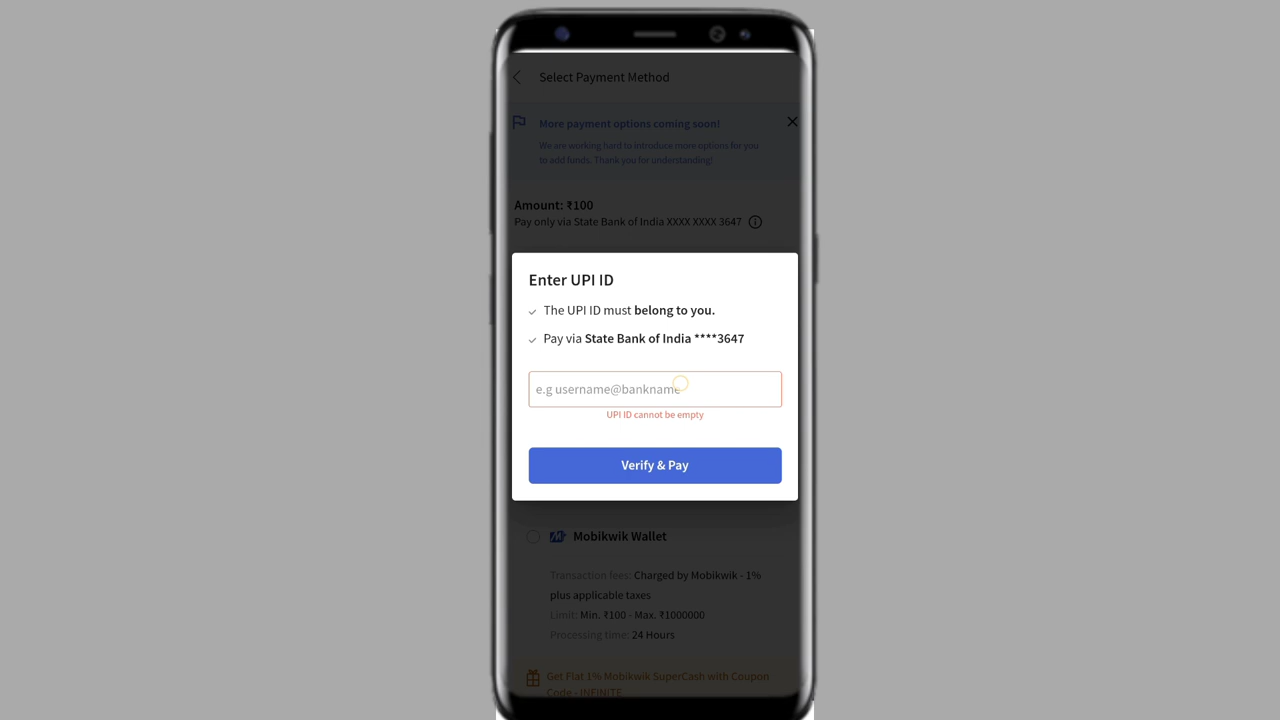 Select Payment Method
More payment options coming soon!
We are working hard to introduce more options for you
to add funds. Thank you for understanding!
Amount: ₹100
Pay only via State Bank of India XXXX XXXX 3647
Enter UPI ID
The UPI ID must belong to you.
Pay via State Bank of India ****3647
e.g username@bankname
UPI ID cannot be empty
Verify & Pay
Mobikwik Wallet
Transaction fees: Charged by Mobikwik - 1%
plus applicable taxes
Limit: Min. ₹100 - Max. ₹1000000
Processing time: 24 Hours
Get Flat 1% Mobikwik SuperCash with Coupon
Code - INFINITE